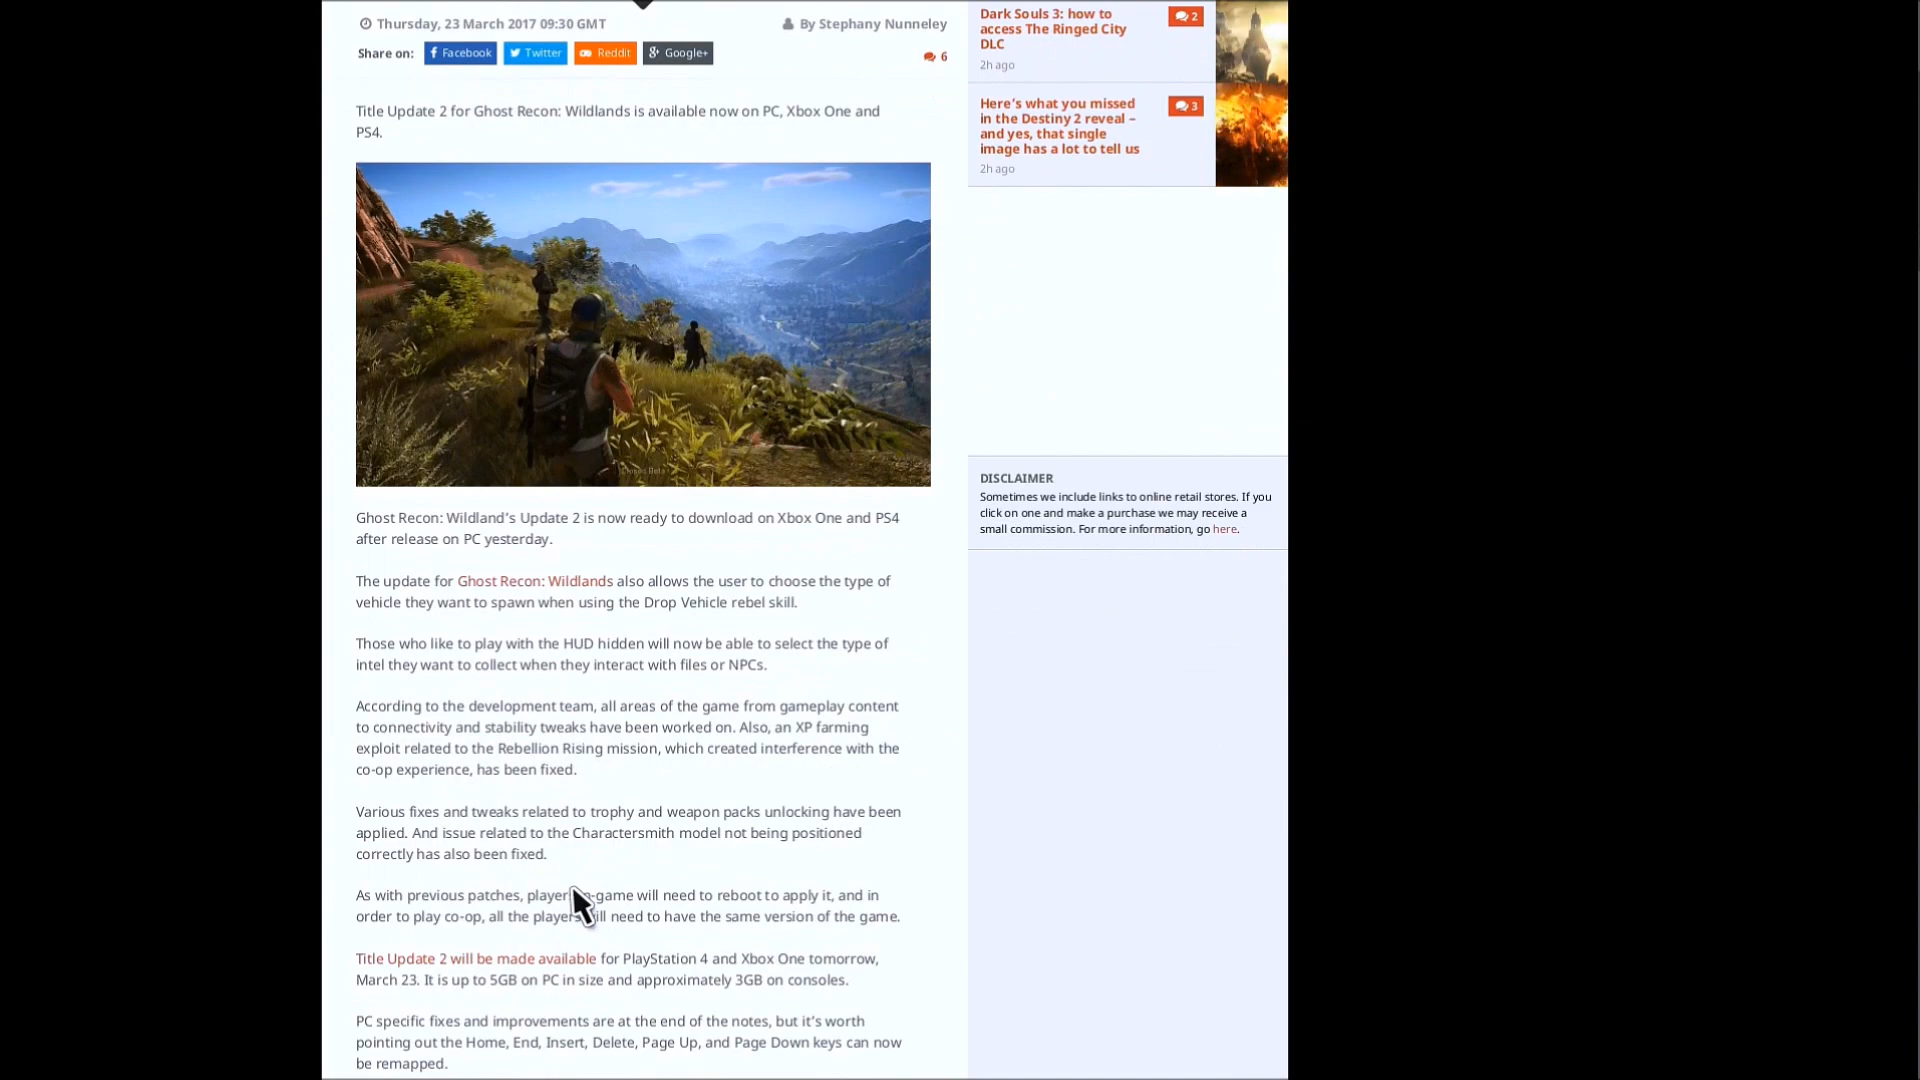 Thursday, 23 March 2017 09:30 GMT
By Stephany Nunneley
Share on:
Facebook
Twitter
Reddit
Google+
6
Title Update 2 for Ghost Recon: Wildlands is available now on PC, Xbox One and
PS4.
Closed Beta
Ghost Recon: Wildland's Update 2 is now ready to download on Xbox One and PS4
after release on PC yesterday.
The update for Ghost Recon: Wildlands also allows the user to choose the type of
vehicle they want to spawn when using the Drop Vehicle rebel skill.
Those who like to play with the HUD hidden will now be able to select the type of
intel they want to collect when they interact with files or NPCs.
According to the development team, all areas of the game from gameplay content
to connectivity and stability tweaks have been worked on. Also, an XP farming
exploit related to the Rebellion Rising mission, which created interference with the
co-op experience, has been fixed.
Various fixes and tweaks related to trophy and weapon packs unlocking have been
applied. And issue related to the Charactersmith model not being positioned
correctly has also been fixed.
As with previous patches, player -game will need to reboot to apply it, and in
order to play co-op, all the players will need to have the same version of the game.
Title Update 2 will be made available for PlayStation 4 and Xbox One tomorrow,
March 23. It is up to 5GB on PC in size and approximately 3GB on consoles.
PC specific fixes and improvements are at the end of the notes, but it's worth
pointing out the Home, End, Insert, Delete, Page Up, and Page Down keys can now
be remapped.
Dark Souls 3: how to
access The Ringed City
DLC
2
2h ago
Here's what you missed
in the Destiny 2 reveal –
and yes, that single
image has a lot to tell us
3
2h ago
DISCLAIMER
Sometimes we include links to online retail stores. If you
click on one and make a purchase we may receive a
small commission. For more information, go here.